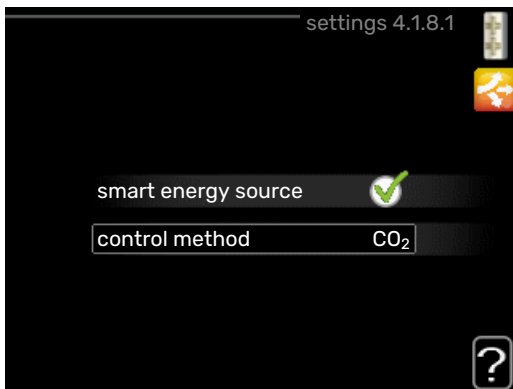 settings 4.1.8.1
smart energy source
control method CO₂
?